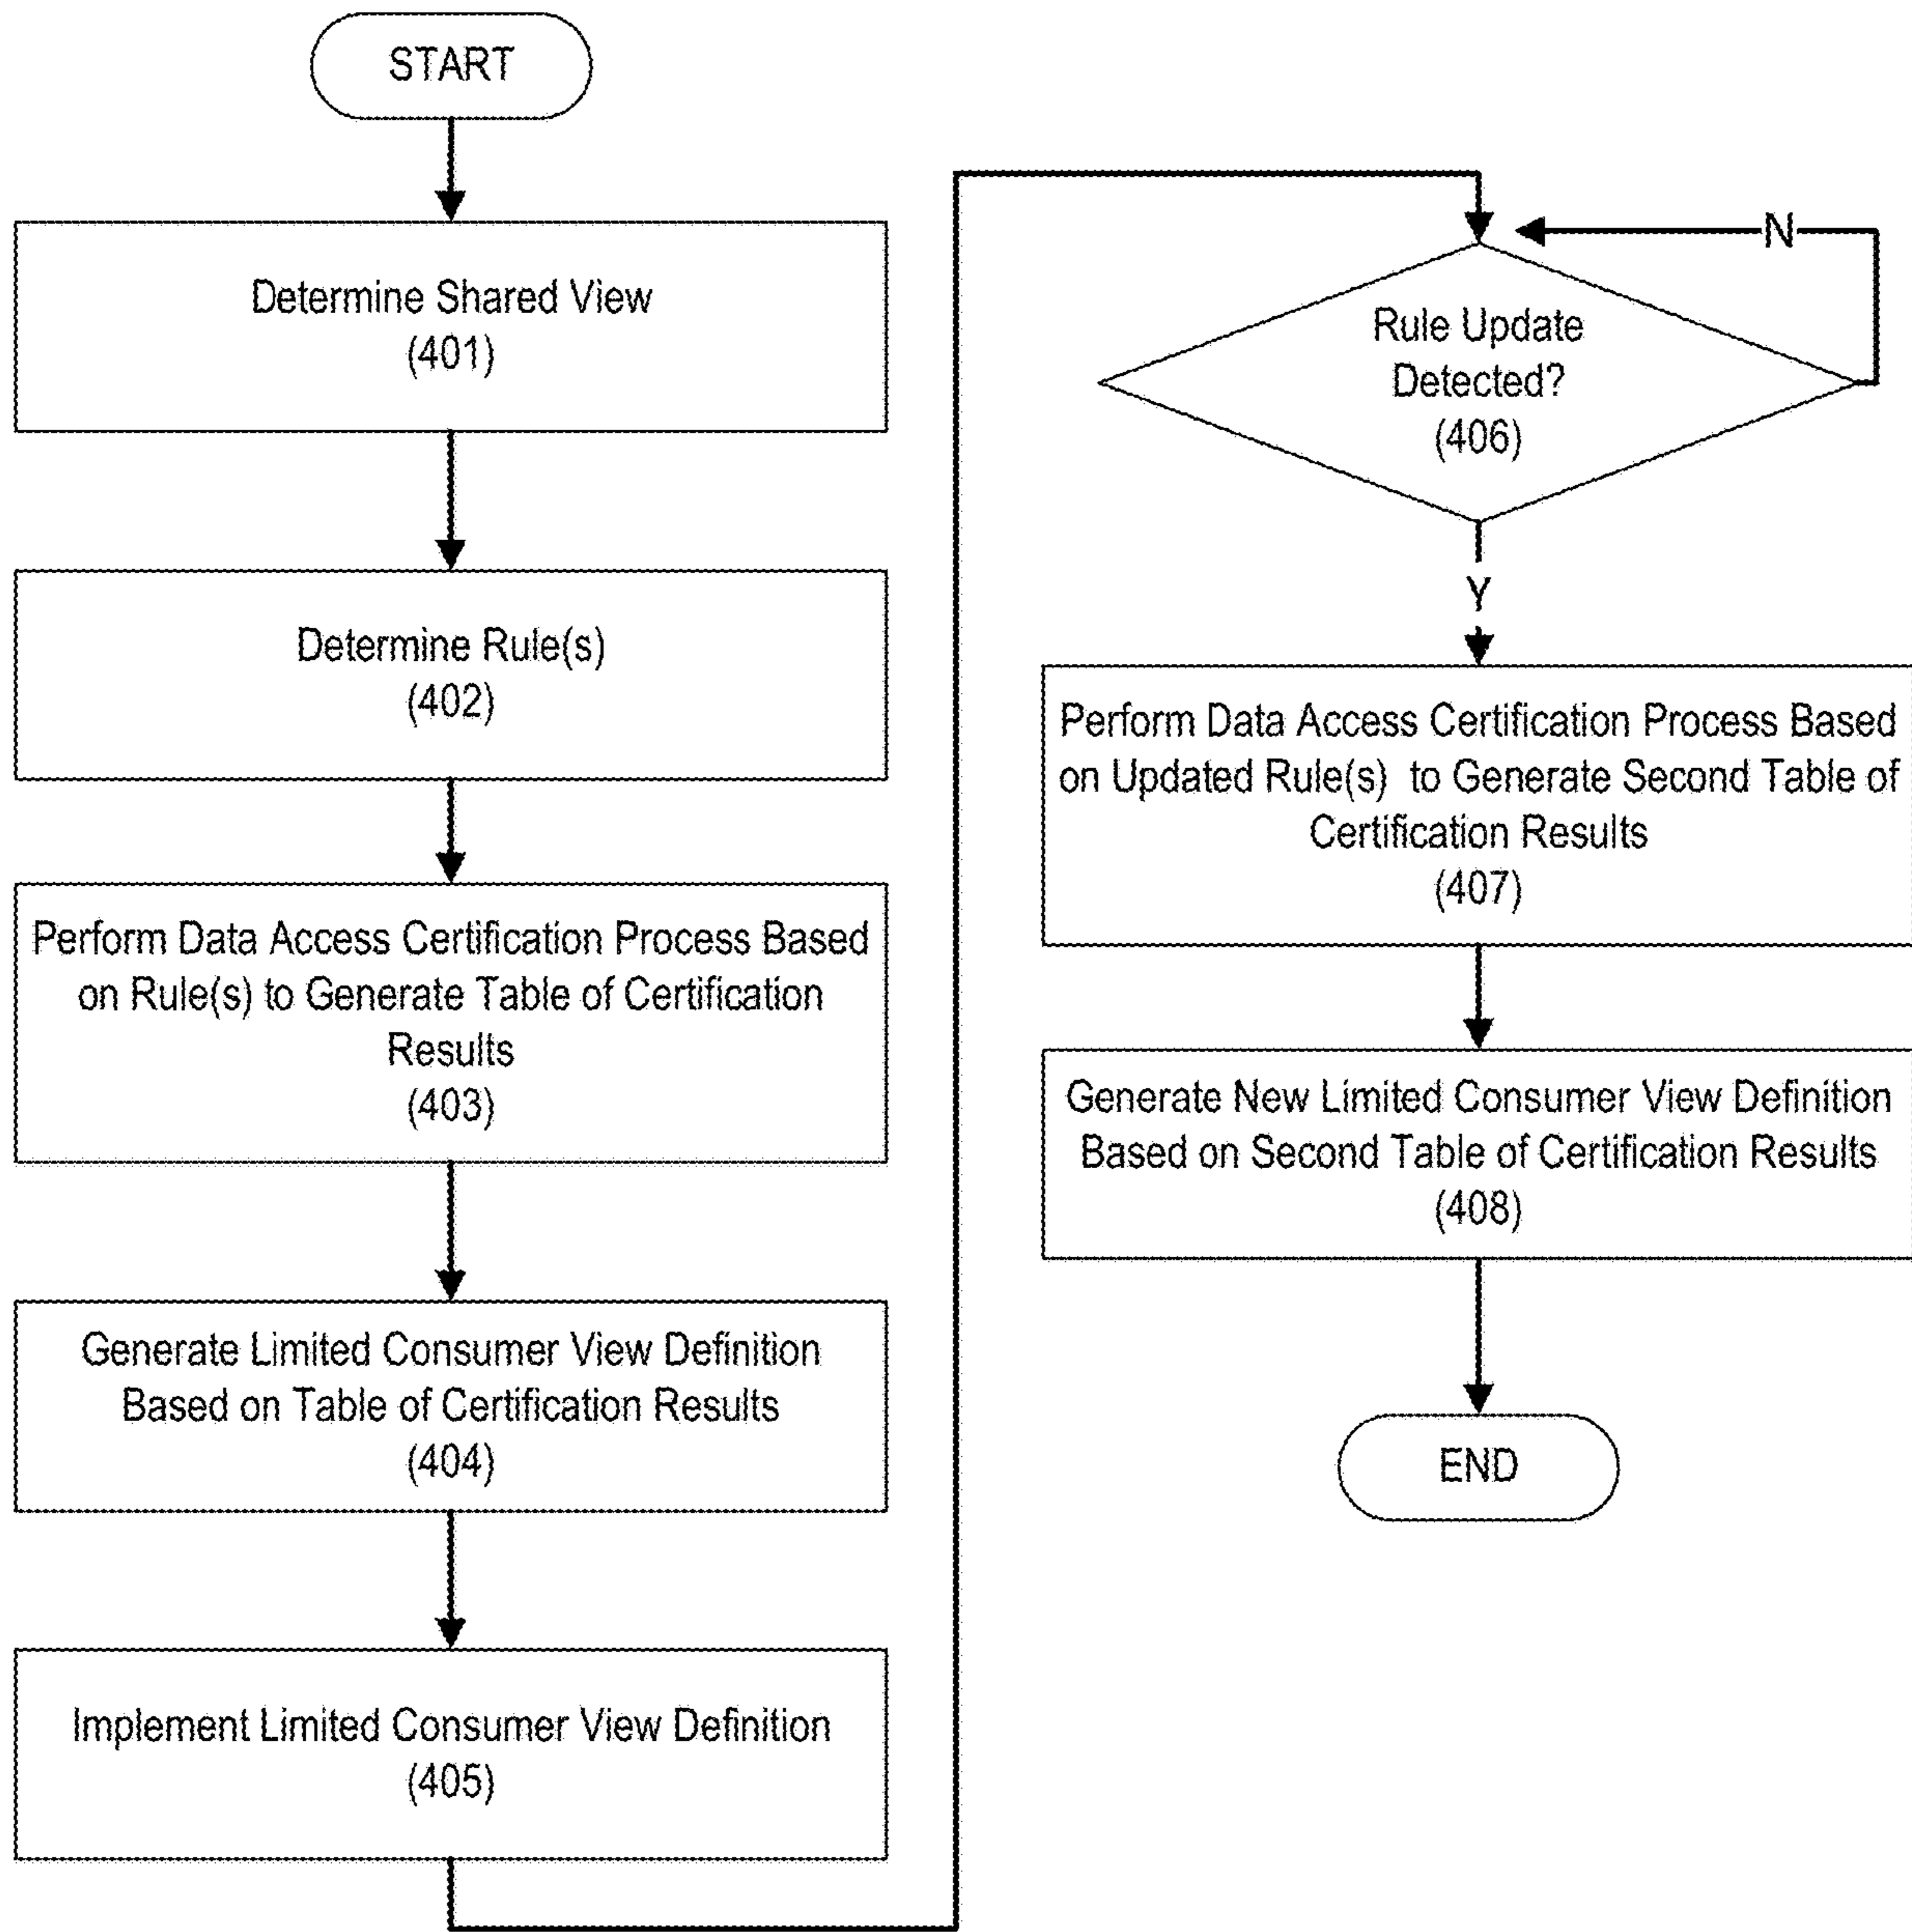 START
Determine Shared View
(401)
Determine Rule(s)
(402)
Perform Data Access Certification Process Based
on Rule(s) to Generate Table of Certification
Results
(403)
Generate Limited Consumer View Definition
Based on Table of Certification Results
(404)
Implement Limited Consumer View Definition
(405)
N
Rule Update
Detected?
(406)
Y
Perform Data Access Certification Process Based
on Updated Rule(s) to Generate Second Table of
Certification Results
(407)
Generate New Limited Consumer View Definition
Based on Second Table of Certification Results
(408)
END